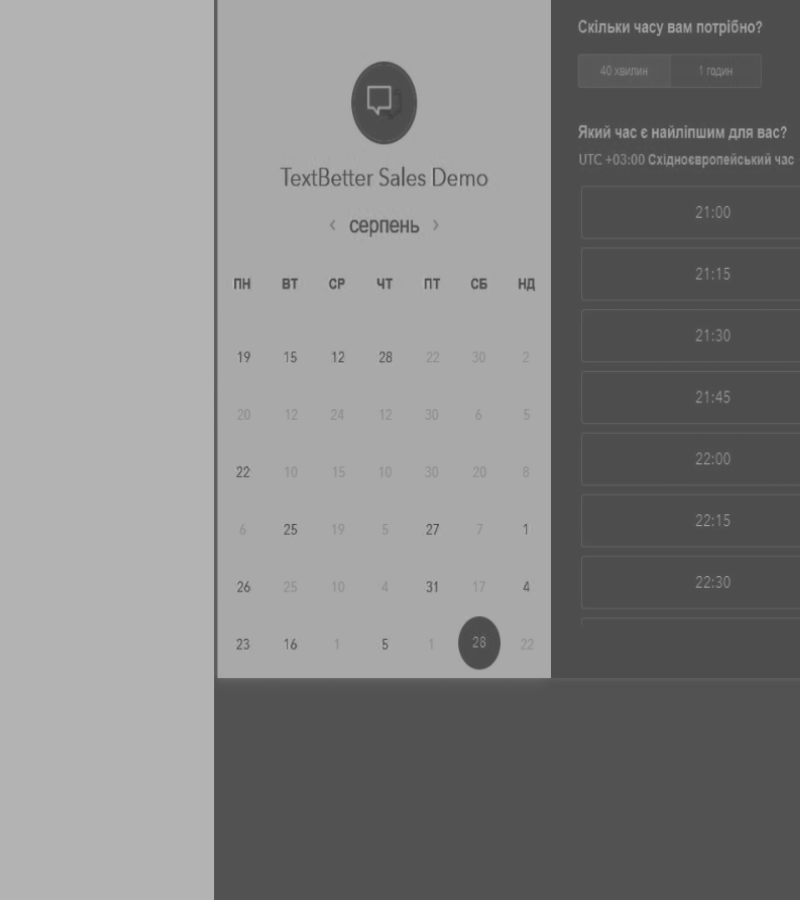 TextBetter Sales Demo
‹ серпень ›
ПН ВТ СР ЧТ ПТ СБ НД
19 15 12 28 22 30 2
20 12 24 12 30 6 5
22 10 15 10 30 20 8
6 25 19 5 27 7 1
26 25 10 4 31 17 4
23 16 1 5 1 28 22
Скільки часу вам потрібно?
40 хвилин 1 годин
Який час є найліпшим для вас?
UTC +03:00 Східноєвропейський час
21:00
21:15
21:30
21:45
22:00
22:15
22:30